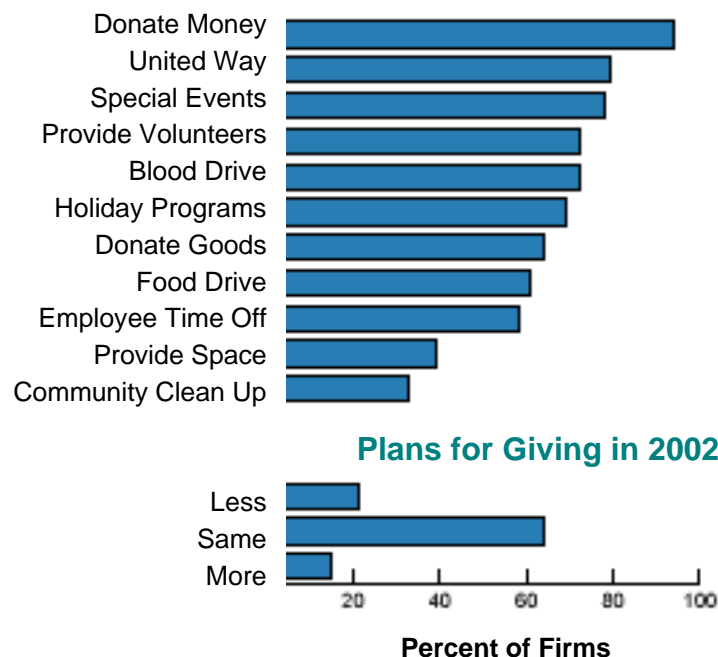 Donate Money
United Way
Special Events
Provide Volunteers
Blood Drive
Holiday Programs
Donate Goods
Food Drive
Employee Time Off
Provide Space
Community Clean Up
Plans for Giving in 2002
Less
Same
More
20 40 60 80 100
Percent of Firms